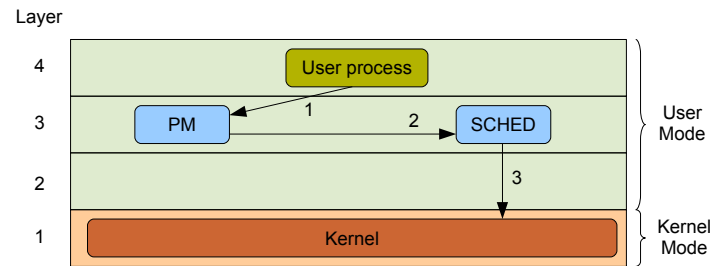 Layer
4
User process
1
3
PM
2
SCHED
User
Mode
2
3
1
Kernel
Kernel
Mode